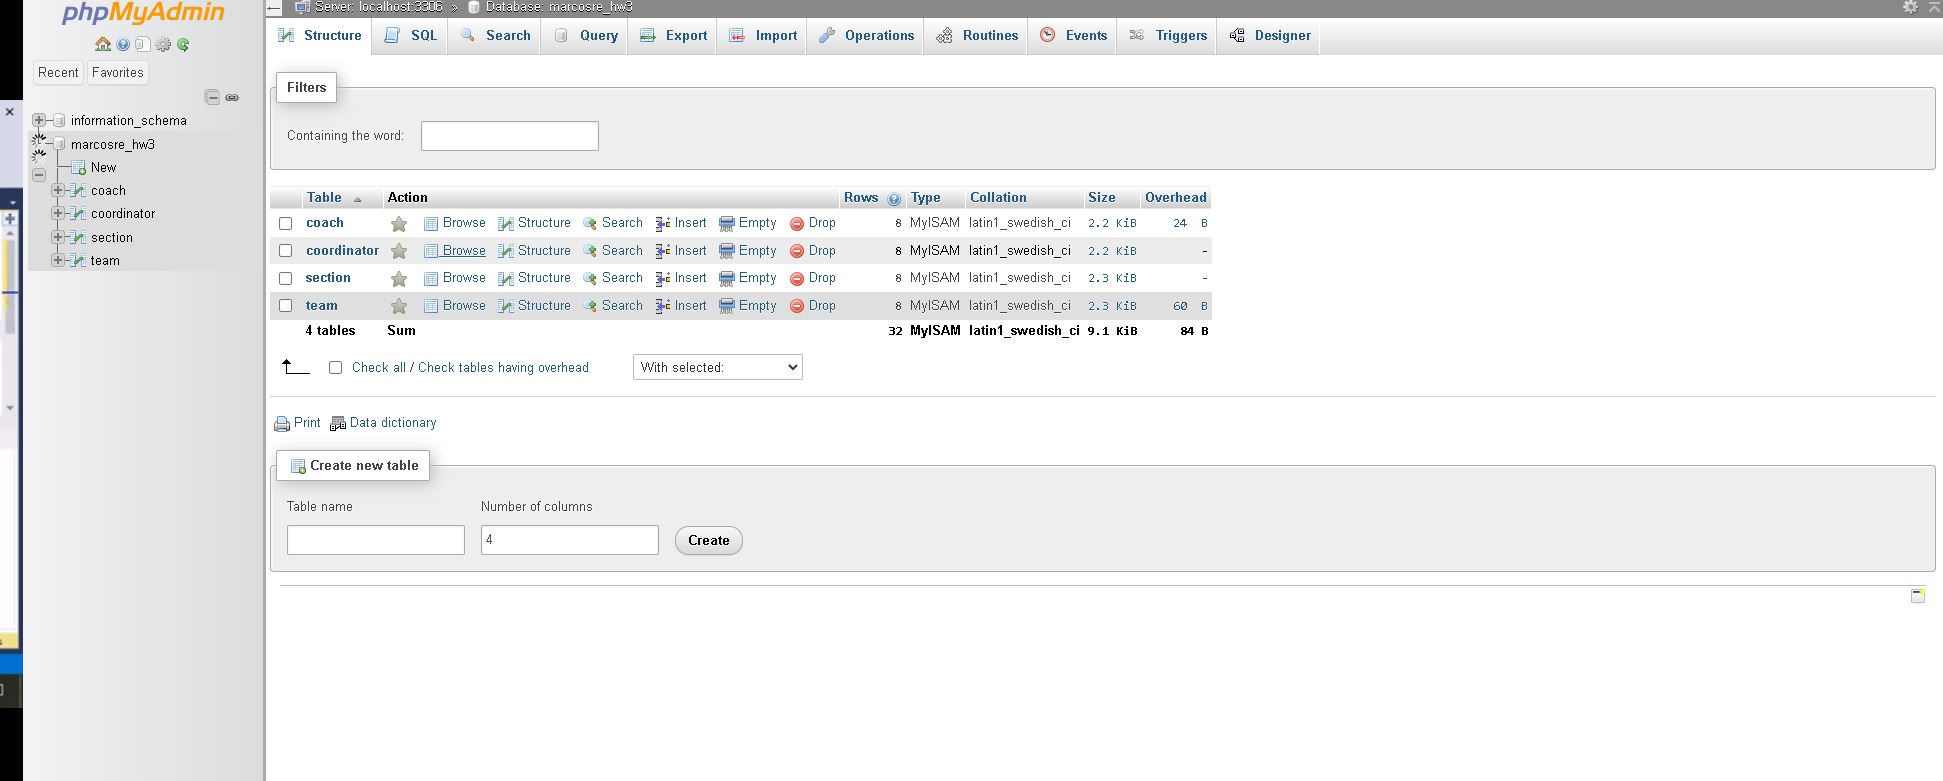 phpMyAdmin
Recent Favorites
information_schema
marcosre_hw3
New
coach
coordinator
section
team
Server: localhost:3306 » Database: marcosre_hw3
Structure SQL Search Query Export Import Operations Routines Events Triggers Designer
Filters
Containing the word:
Table Action Rows Type Collation Size Overhead
coach Browse Structure Search Insert Empty Drop 8 MyISAM latin1_swedish_ci 2.2 KiB 24 B
coordinator Browse Structure Search Insert Empty Drop 8 MyISAM latin1_swedish_ci 2.2 KiB -
section Browse Structure Search Insert Empty Drop 8 MyISAM latin1_swedish_ci 2.3 KiB -
team Browse Structure Search Insert Empty Drop 8 MyISAM latin1_swedish_ci 2.3 KiB 60 B
4 tables Sum 32 MyISAM latin1_swedish_ci 9.1 KiB 84 B
Check all / Check tables having overhead With selected:
Print Data dictionary
Create new table
Table name Number of columns
4 Create